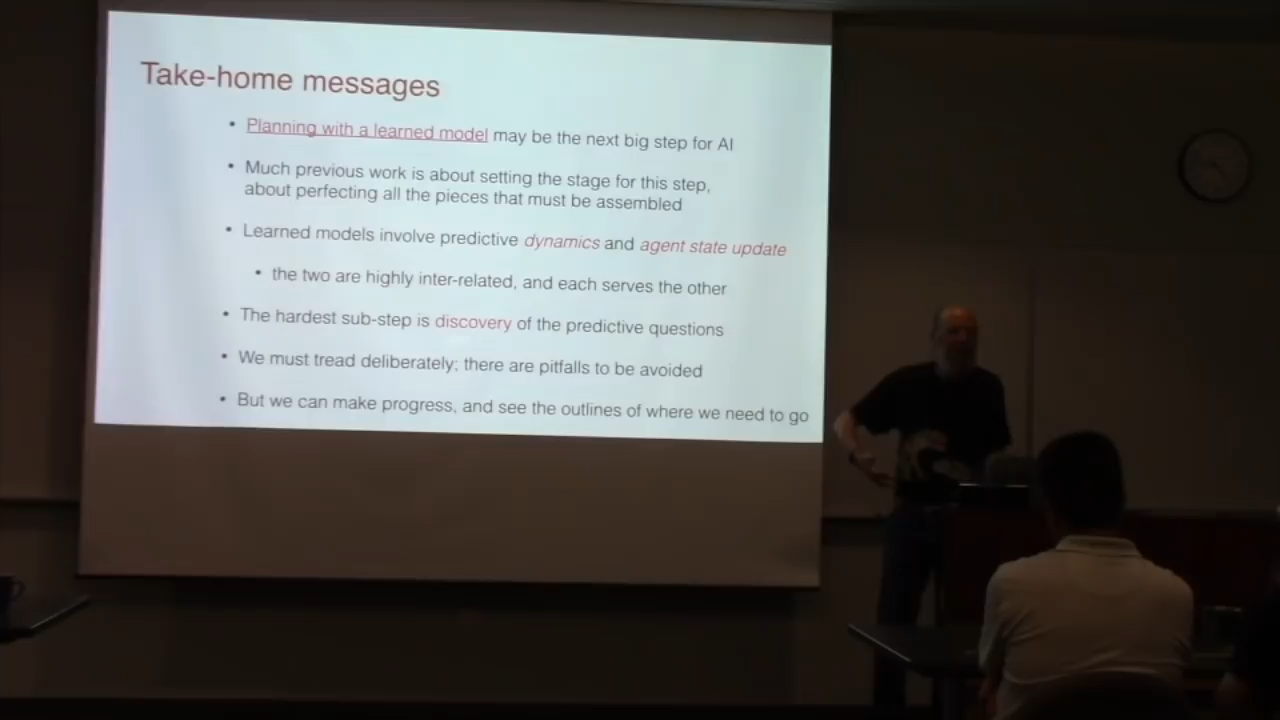 Take-home messages
• Planning with a learned model may be the next big step for AI
• Much previous work is about setting the stage for this step,
about perfecting all the pieces that must be assembled
• Learned models involve predictive dynamics and agent state update
• the two are highly inter-related, and each serves the other
• The hardest sub-step is discovery of the predictive questions
• We must tread deliberately; there are pitfalls to be avoided
• But we can make progress, and see the outlines of where we need to go